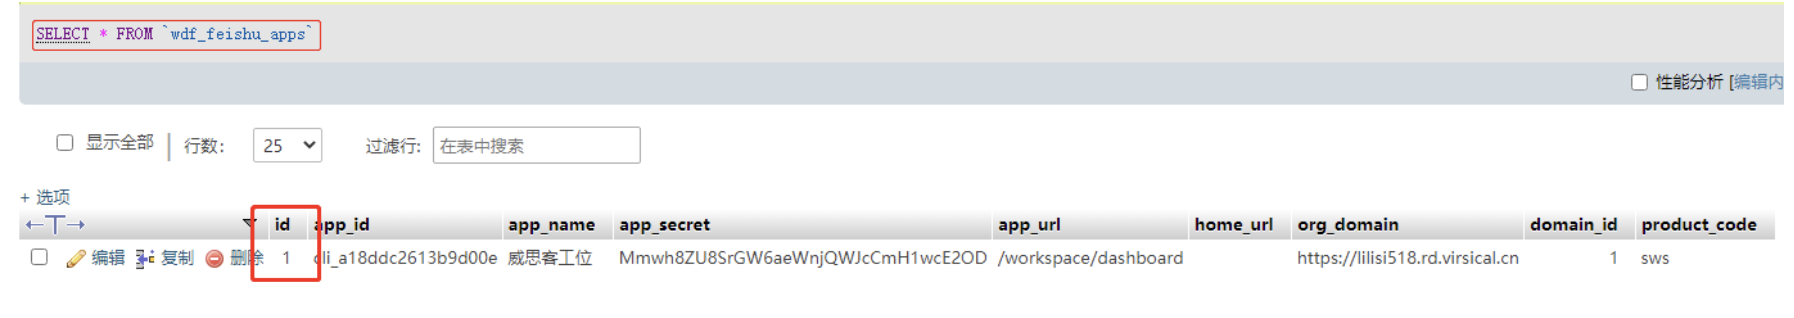 SELECT * FROM `wdf_feishu_apps`
性能分析 [编辑内
显示全部 行数: 25 过滤行: 在表中搜索
+ 选项
←T→ ▼ id app_id app_name app_secret app_url home_url org_domain domain_id product_code
编辑 复制 删除 1 cli_a18ddc2613b9d00e 威思客工位 Mmwh8ZU8SrGW6aeWnjQWJcCmH1wcE2OD /workspace/dashboard https://lilisi518.rd.virsical.cn 1 sws